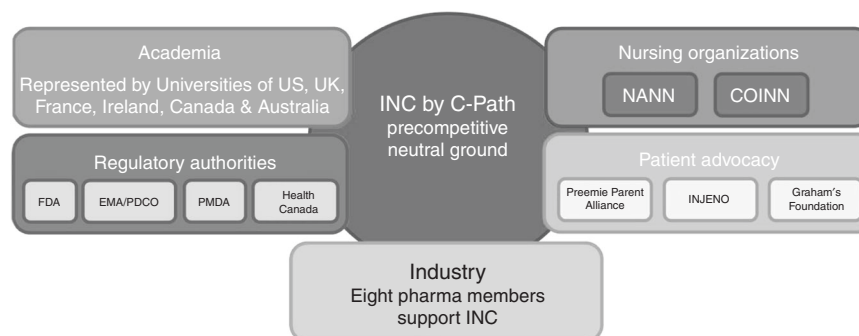 Academia
Represented by Universities of US, UK,
France, Ireland, Canada & Australia
Regulatory authorities
FDA
EMA/PDCO
PMDA
Health
Canada
INC by C-Path
precompetitive
neutral ground
Nursing organizations
NANN
COINN
Patient advocacy
Preemie Parent
Alliance
INJENO
Graham's
Foundation
Industry
Eight pharma members
support INC